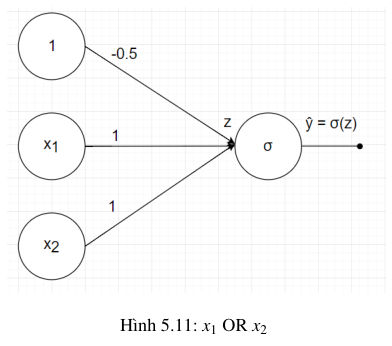 1
-0.5
x1
1
z
σ
ŷ = σ(z)
1
x2
Hình 5.11: x₁ OR x₂